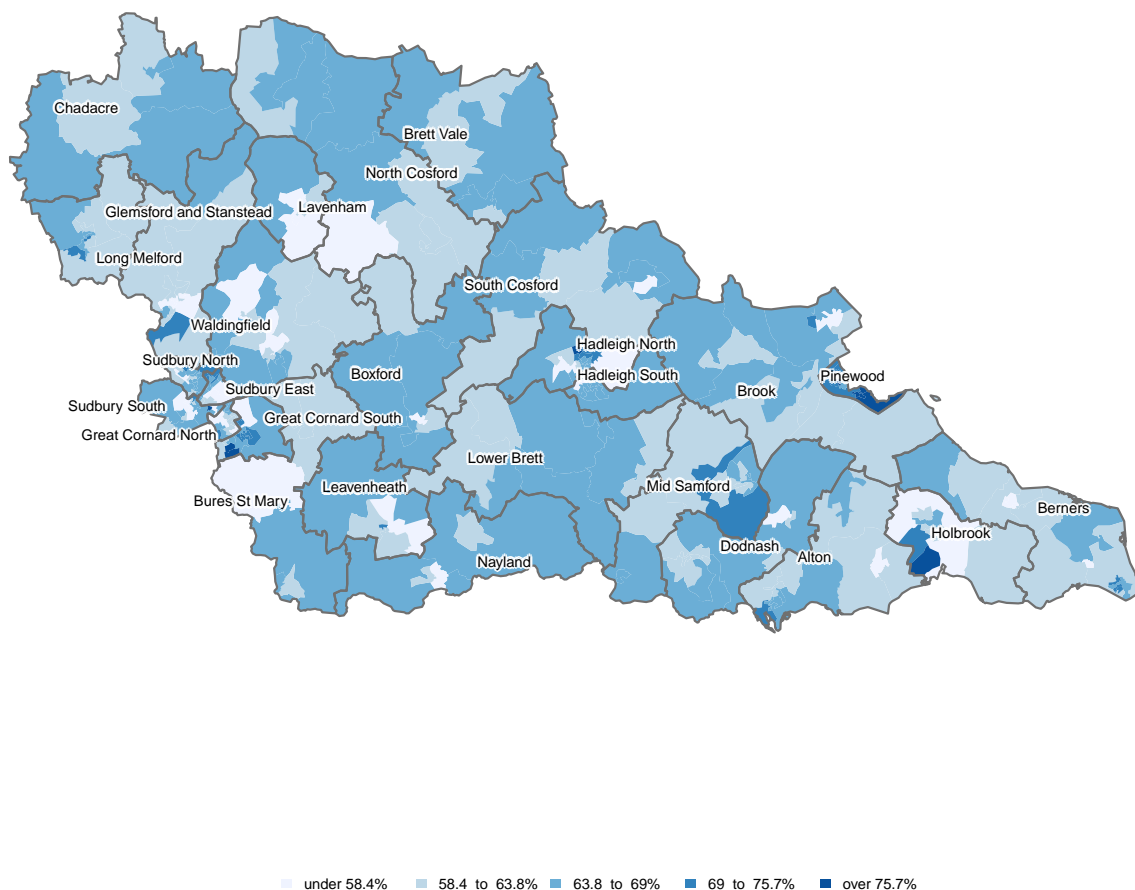 Chadacre
Brett Vale
North Cosford
Lavenham
Glemsford and Stanstead
Long Melford
South Cosford
Waldingfield
Hadleigh North
Sudbury North
Boxford
Hadleigh South
Pinewood
Sudbury East
Brook
Sudbury South
Great Cornard South
Great Cornard North
Lower Brett
Mid Samford
Leavenheath
Bures St Mary
Berners
Holbrook
Dodnash
Alton
Nayland
under 58.4% 58.4 to 63.8% 63.8 to 69% 69 to 75.7% over 75.7%